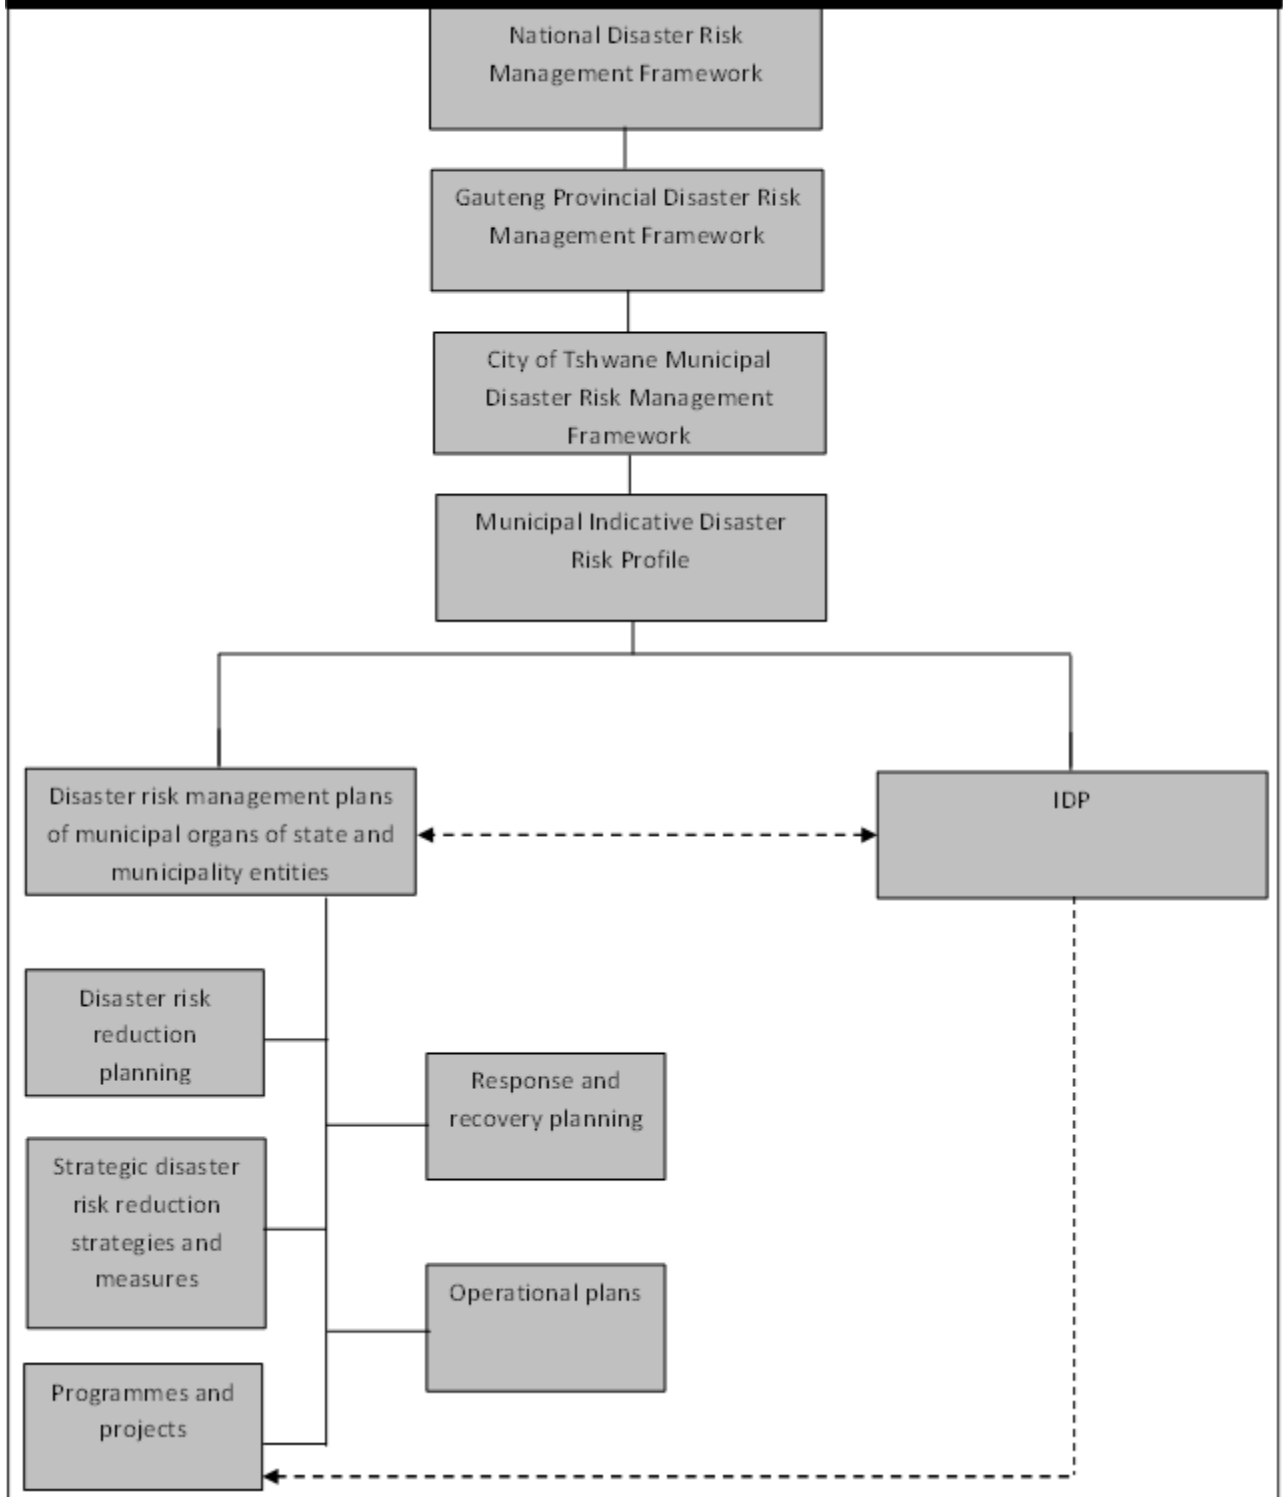 National Disaster Risk
Management Framework
Gauteng Provincial Disaster Risk
Management Framework
City of Tshwane Municipal
Disaster Risk Management
Framework
Municipal Indicative Disaster
Risk Profile
Disaster risk management plans
of municipal organs of state and
municipality entities
IDP
Disaster risk
reduction
planning
Response and
recovery planning
Strategic disaster
risk reduction
strategies and
measures
Operational plans
Programmes and
projects